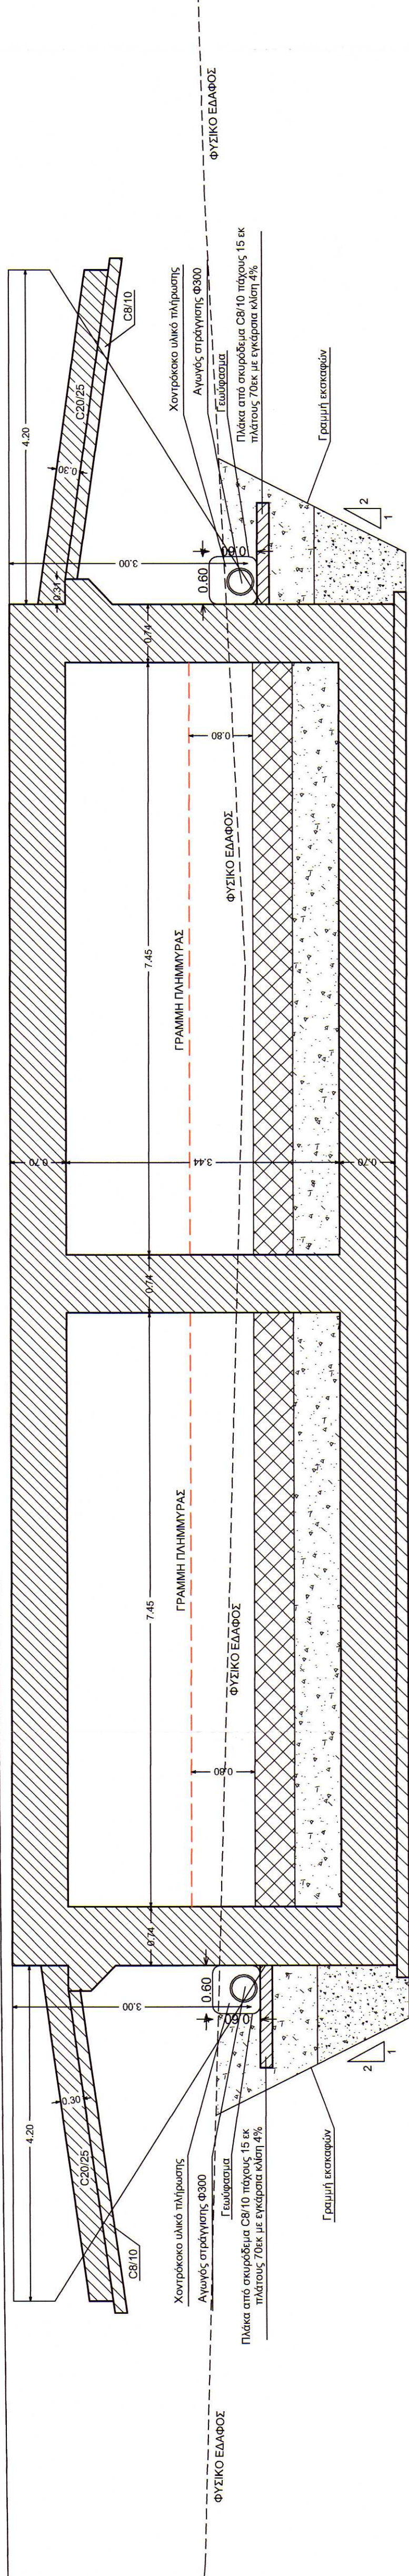 4.20
C20/25
0.30
C8/10
3.00
0.60
0.60
Χοντρόκοκο υλικό πλήρωσης
Αγωγός στράγγισης Φ300
Γεωύφασμα
Πλάκα από σκυρόδεμα C8/10 πάχους 15 εκ
πλάτους 70εκ με εγκάρσια κλίση 4%
Γραμμή εκσκαφών
2
1
ΦΥΣΙΚΟ ΕΔΑΦΟΣ
0.74
7.45
ΓΡΑΜΜΗ ΠΛΗΜΜΥΡΑΣ
0.80
ΦΥΣΙΚΟ ΕΔΑΦΟΣ
0.74
0.70
3.44
0.70
7.45
ΓΡΑΜΜΗ ΠΛΗΜΜΥΡΑΣ
0.80
ΦΥΣΙΚΟ ΕΔΑΦΟΣ
0.74
0.31
3.00
0.60
0.60
4.20
0.30
C20/25
C8/10
Χοντρόκοκο υλικό πλήρωσης
Αγωγός στράγγισης Φ300
Γεωύφασμα
Πλάκα από σκυρόδεμα C8/10 πάχους 15 εκ
πλάτους 70εκ με εγκάρσια κλίση 4%
Γραμμή εκσκαφών
2
1
ΦΥΣΙΚΟ ΕΔΑΦΟΣ